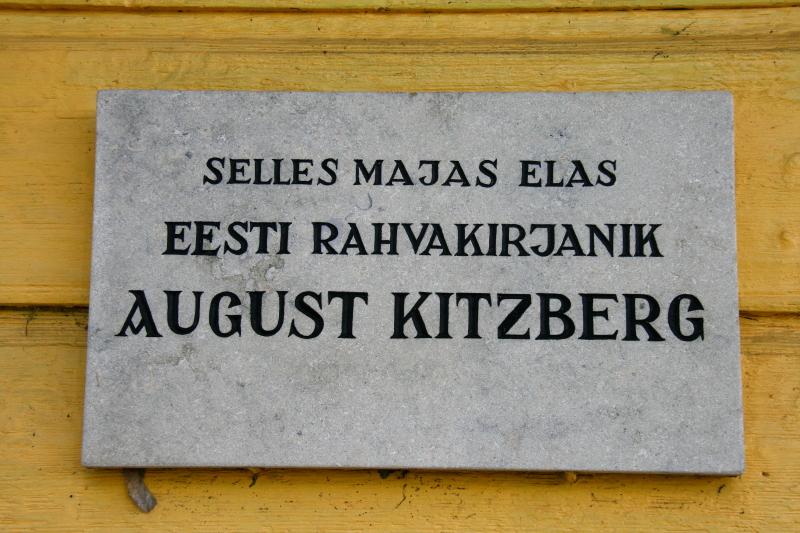 SELLES MAJAS ELAS
EESTI RAHVAKIRJANIK
AUGUST KITZBERG